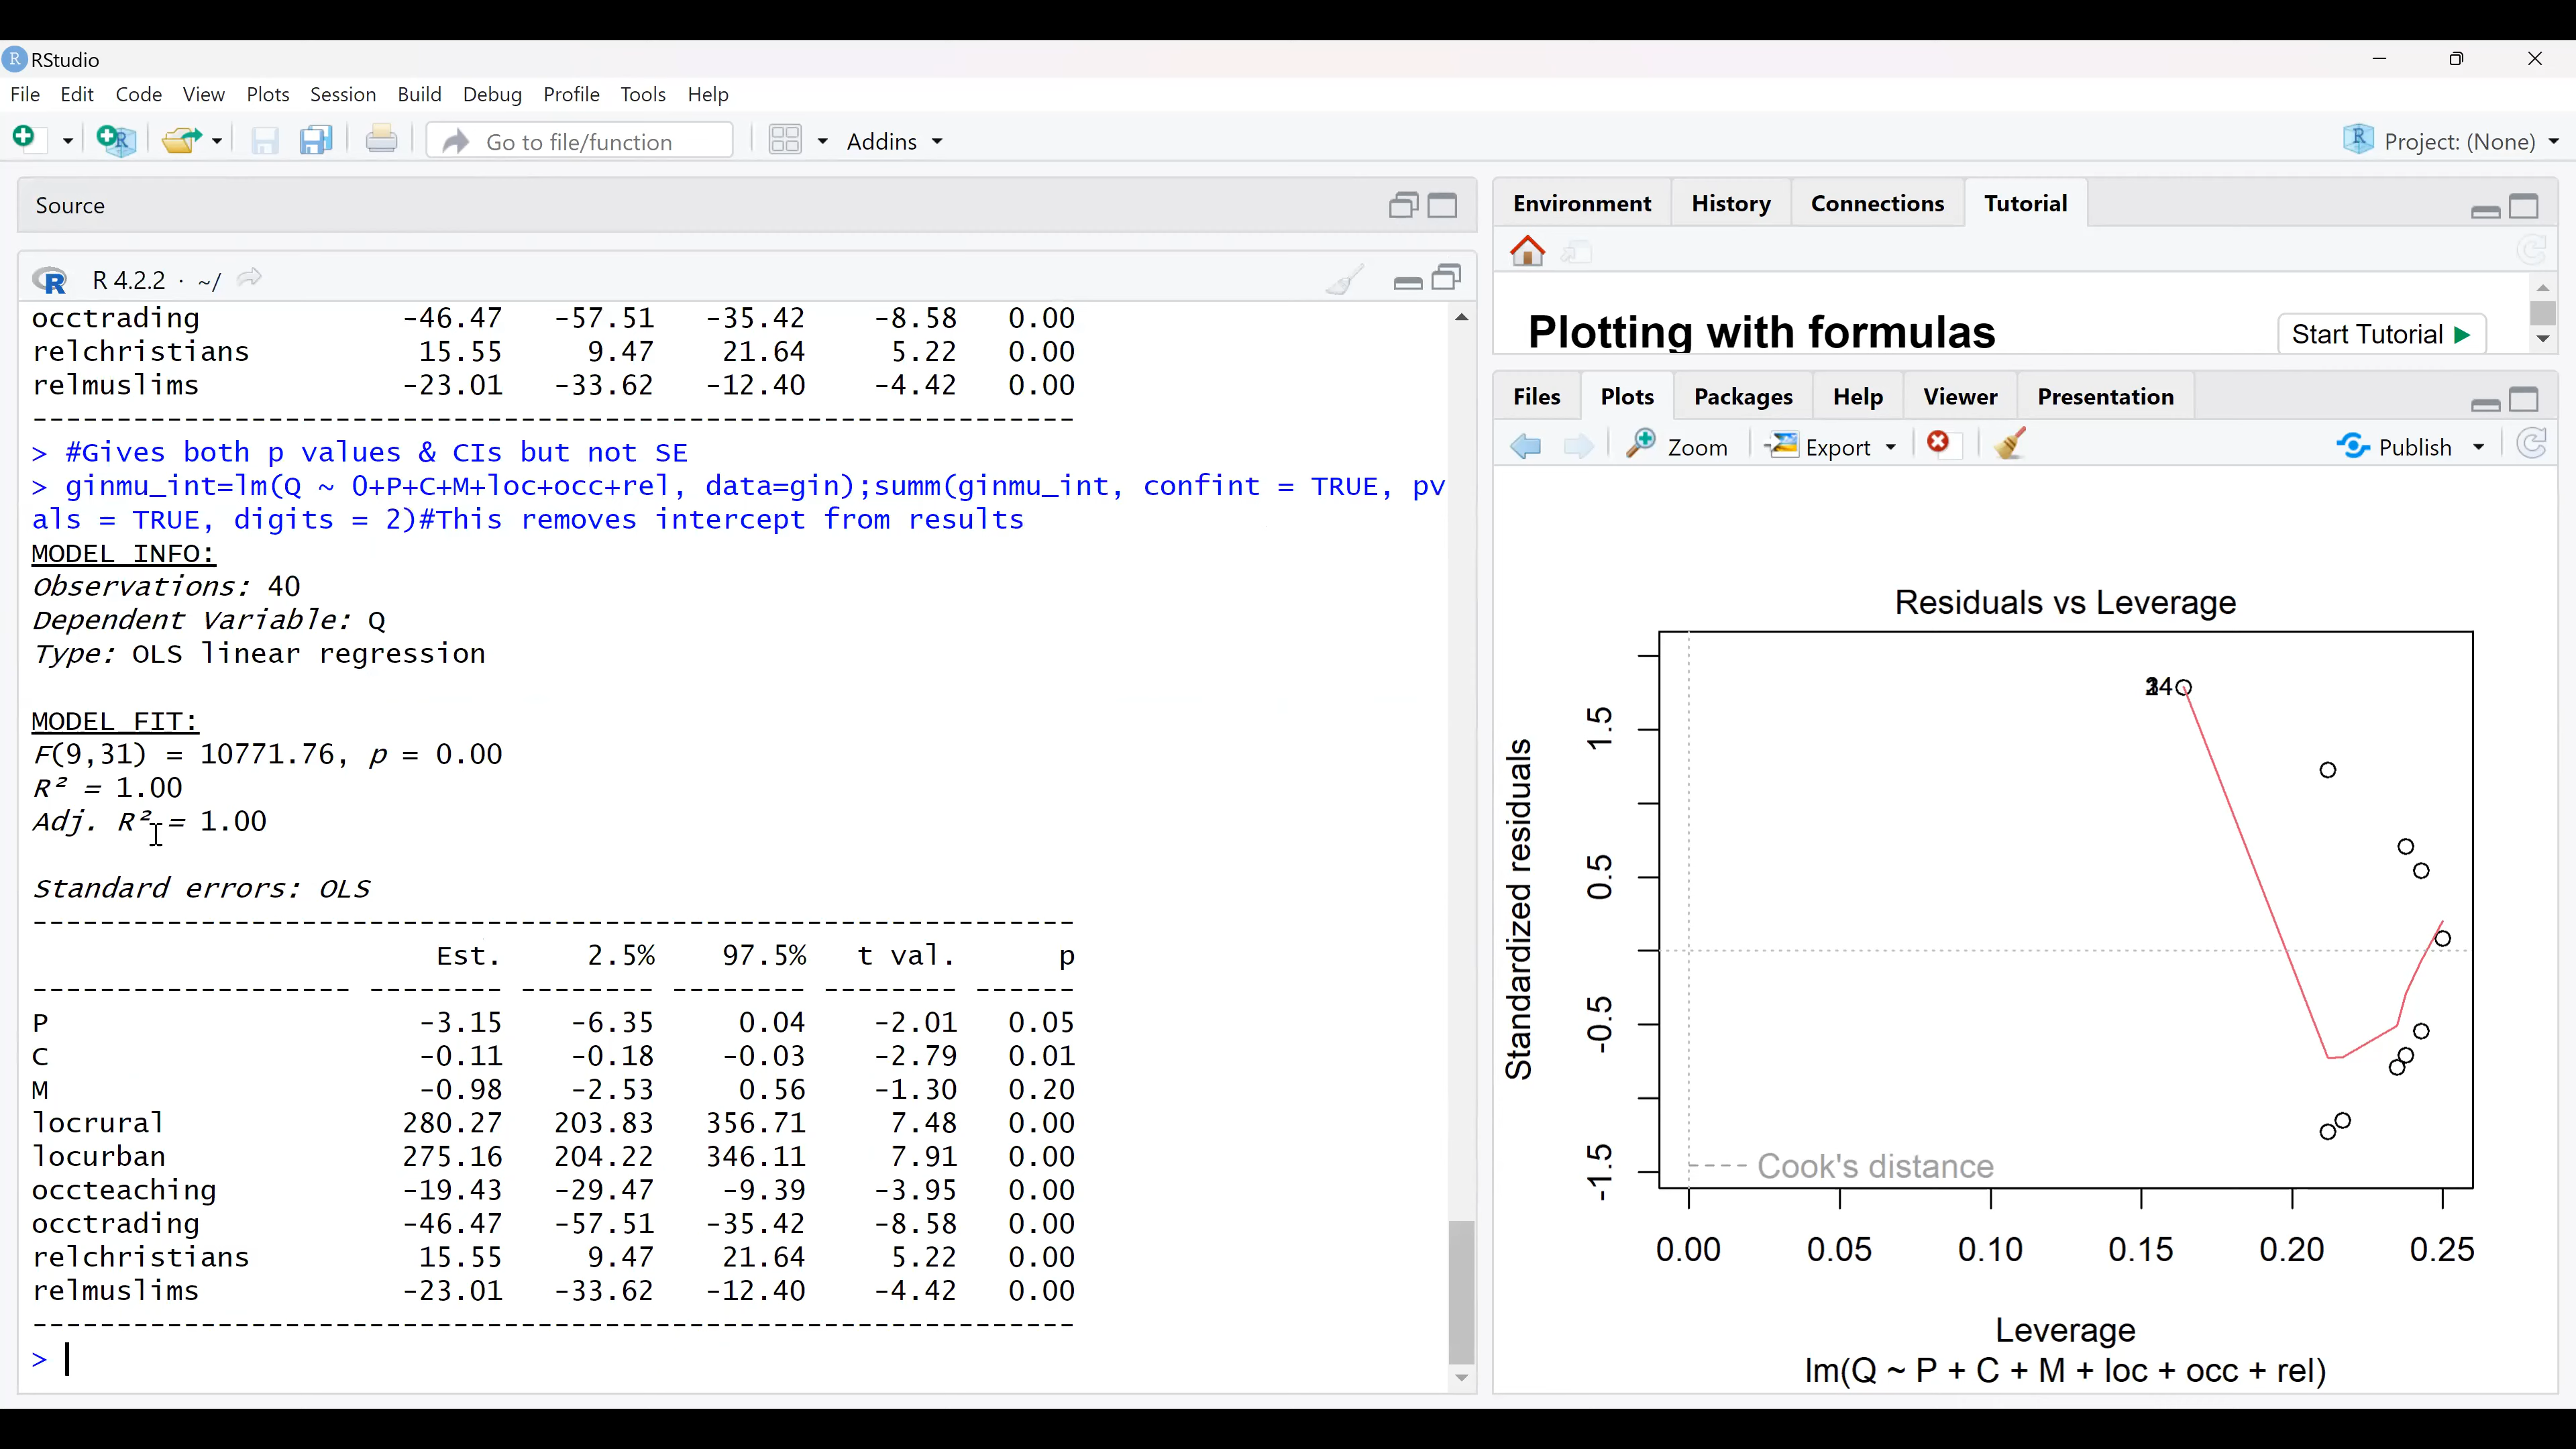 RStudio
File Edit Code View Plots Session Build Debug Profile Tools Help
Go to file/function Addins Project: (None)
Source
R 4.2.2 · ~/
occtrading -46.47 -57.51 -35.42 -8.58 0.00
relchristians 15.55 9.47 21.64 5.22 0.00
relmuslims -23.01 -33.62 -12.40 -4.42 0.00
> #Gives both p values & CIs but not SE
> ginmu_int=lm(Q ~ 0+P+C+M+loc+occ+rel, data=gin);summ(ginmu_int, confint = TRUE, pv
als = TRUE, digits = 2)#This removes intercept from results
MODEL INFO:
Observations: 40
Dependent Variable: Q
Type: OLS linear regression
MODEL FIT:
F(9,31) = 10771.76, p = 0.00
R² = 1.00
Adj. R² = 1.00
Standard errors: OLS
Est. 2.5% 97.5% t val. p
P -3.15 -6.35 0.04 -2.01 0.05
C -0.11 -0.18 -0.03 -2.79 0.01
M -0.98 -2.53 0.56 -1.30 0.20
locrural 280.27 203.83 356.71 7.48 0.00
locurban 275.16 204.22 346.11 7.91 0.00
occteaching -19.43 -29.47 -9.39 -3.95 0.00
occtrading -46.47 -57.51 -35.42 -8.58 0.00
relchristians 15.55 9.47 21.64 5.22 0.00
relmuslims -23.01 -33.62 -12.40 -4.42 0.00
>
Environment History Connections Tutorial
Plotting with formulas Start Tutorial
Files Plots Packages Help Viewer Presentation
Zoom Export Publish
Residuals vs Leverage
Standardized residuals
1.5
0.5
-0.5
-1.5
Cook's distance
0.00 0.05 0.10 0.15 0.20 0.25
Leverage
lm(Q ~ P + C + M + loc + occ + rel)